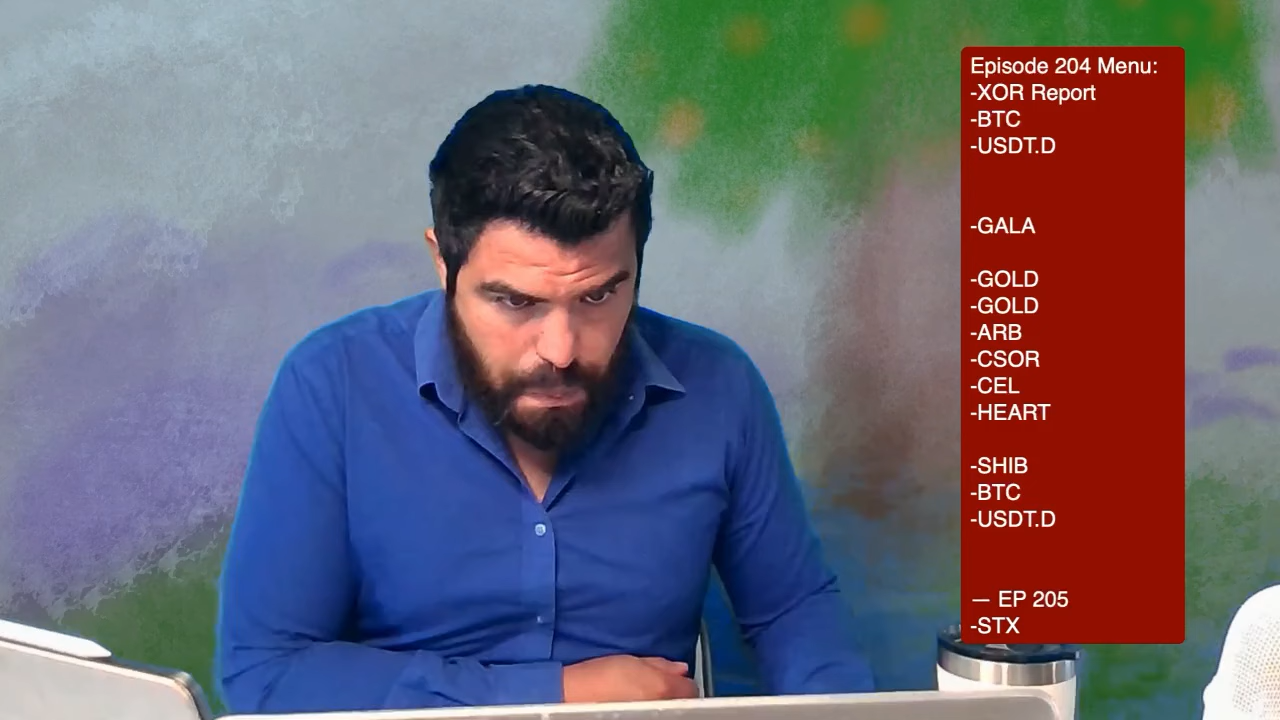 Episode 204 Menu:
-XOR Report
-BTC
-USDT.D
-GALA
-GOLD
-GOLD
-ARB
-CSOR
-CEL
-HEART
-SHIB
-BTC
-USDT.D
— EP 205
-STX